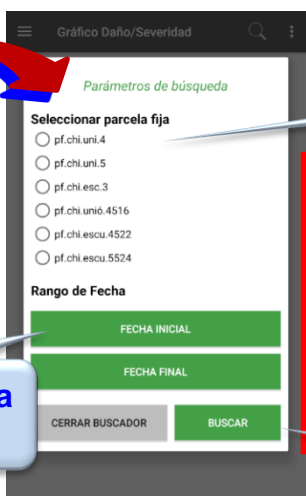 Gráfico Daño/Severidad
Parámetros de búsqueda
Seleccionar parcela fija
pf.chi.uni.4
pf.chi.uni.5
pf.chi.esc.3
pf.chi.unió.4516
pf.chi.escu.4522
pf.chi.escu.5524
Rango de Fecha
FECHA INICIAL
FECHA FINAL
a
CERRAR BUSCADOR
BUSCAR